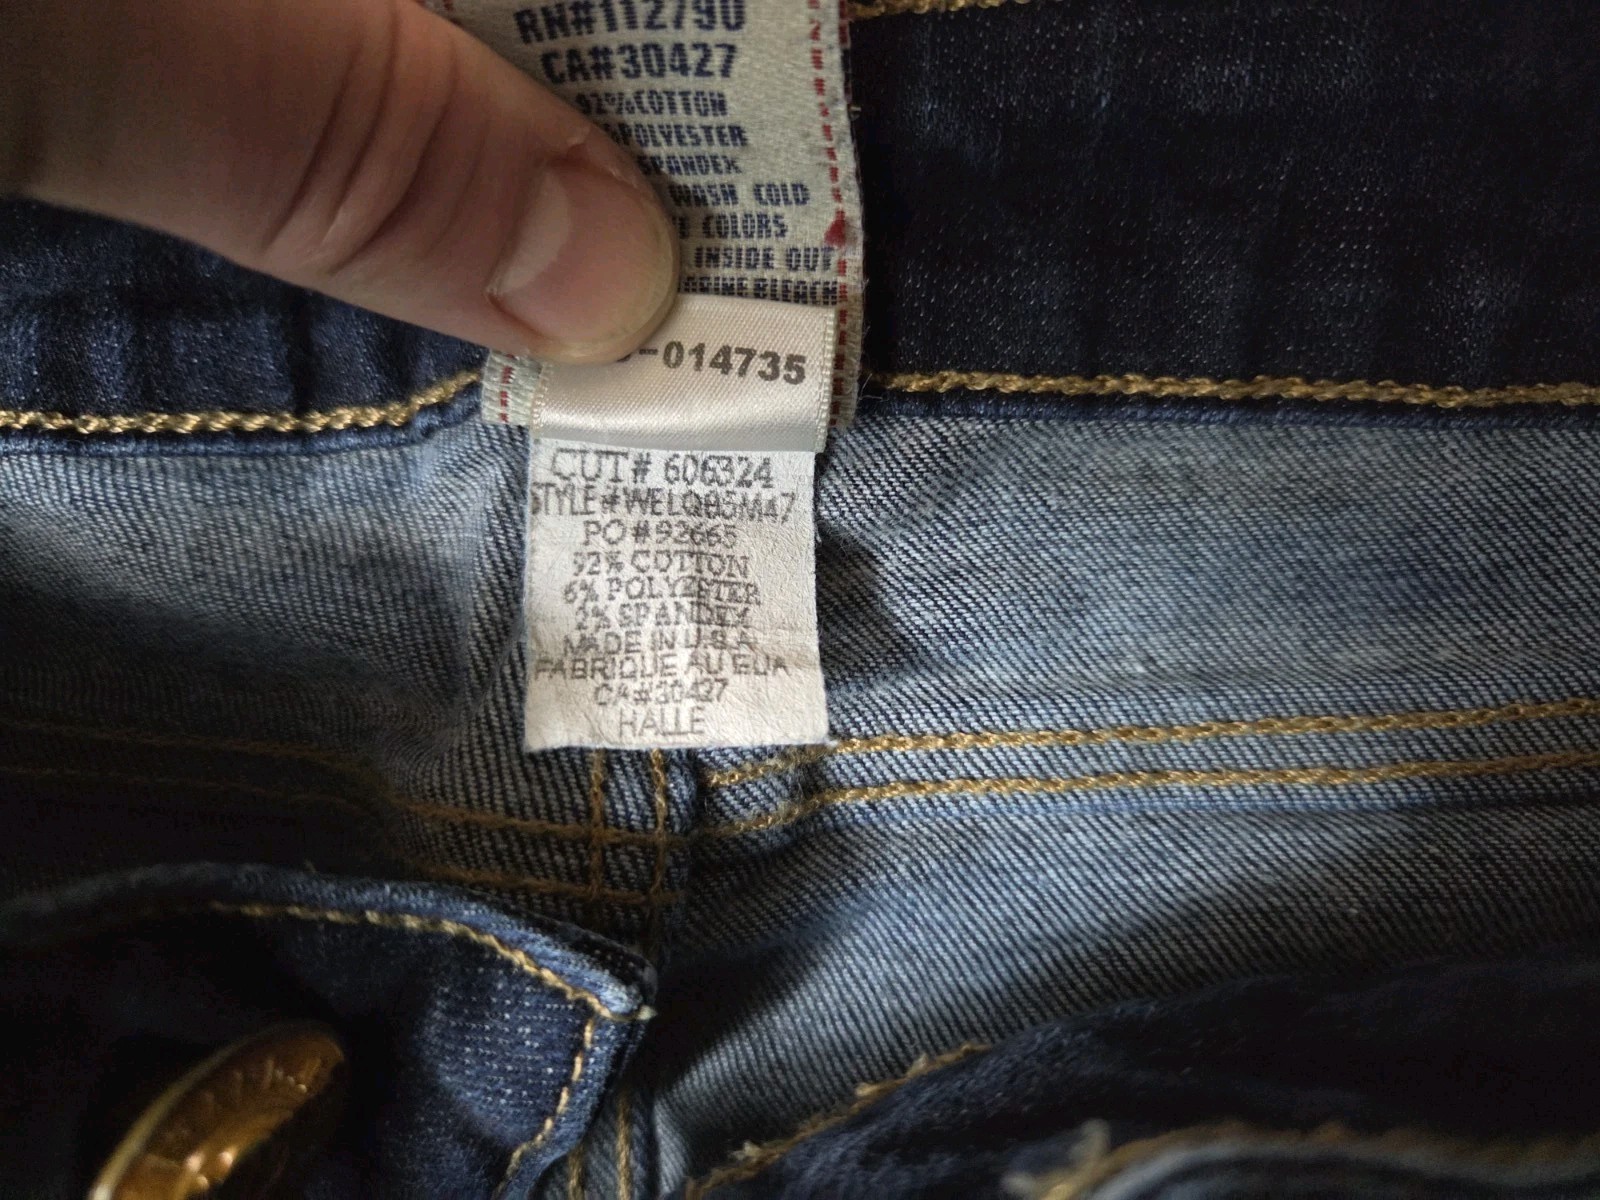 RN#112790
CA#30427
92%COTTON
%POLYESTER
SPANDEX
WASH COLD
COLORS
INSIDE OUT
-014735
CUT# 606324
STYLE#WELQ85M47
PO#92665
92% COTTON
6% POLYESTER
2% SPANDEX
MADE IN U.S.A
FABRIQUE AU EUA
CA#30427
HALLE